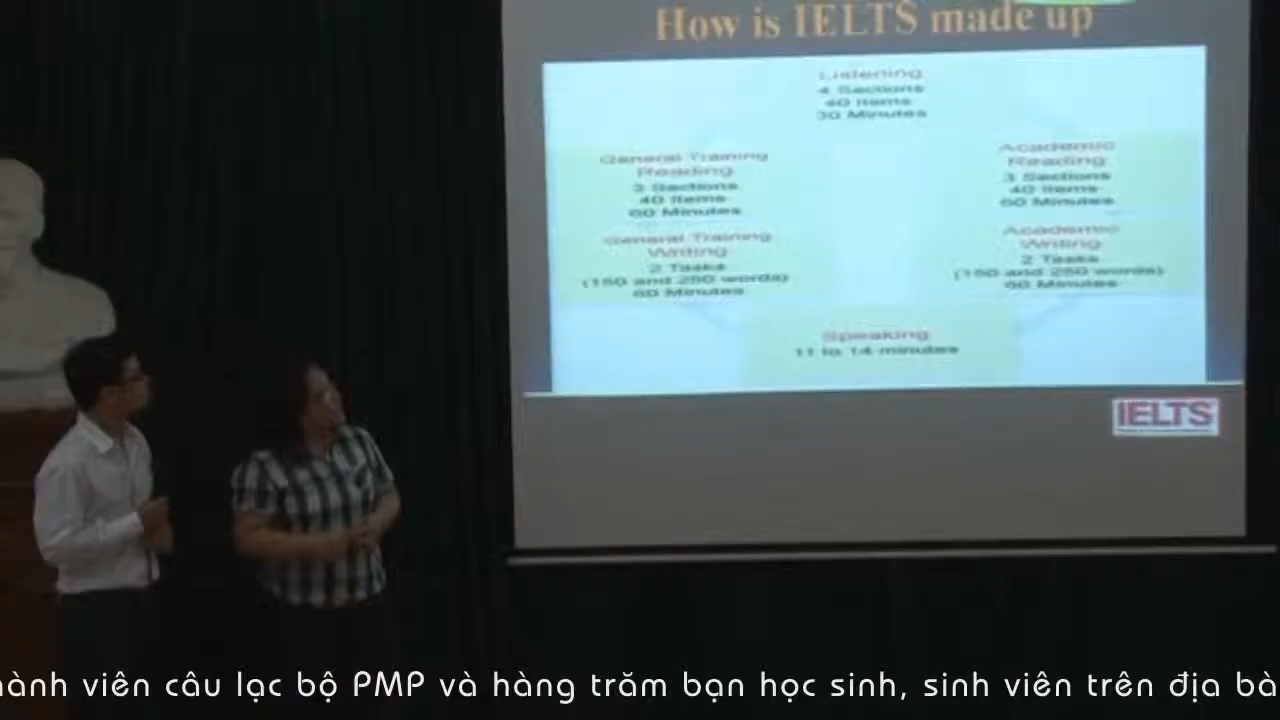 How is IELTS made up
Listening
4 Sections
40 Items
30 Minutes
General Training
Reading
3 Sections
40 Items
60 Minutes
Academic
Reading
3 Sections
40 Items
60 Minutes
General Training
Writing
2 Tasks
(150 and 250 words)
60 Minutes
Academic
Writing
2 Tasks
(150 and 250 words)
60 Minutes
Speaking
11 to 14 minutes
IELTS
viên câu lạc bộ PMP và hàng trăm bạn học sinh, sinh viên trên địa